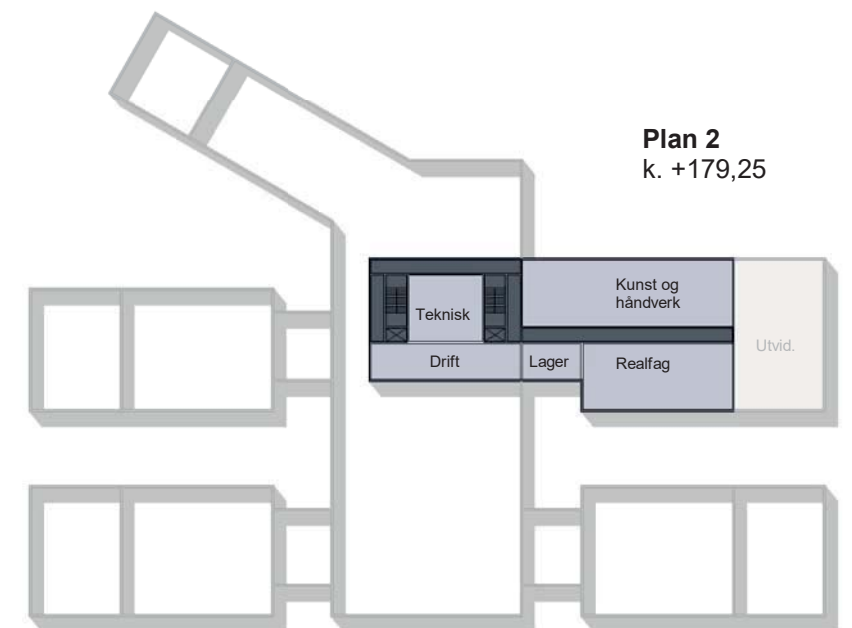 Plan 2
k. +179,25
Kunst og
håndverk
Teknisk
Utvid.
Drift
Lager
Realfag